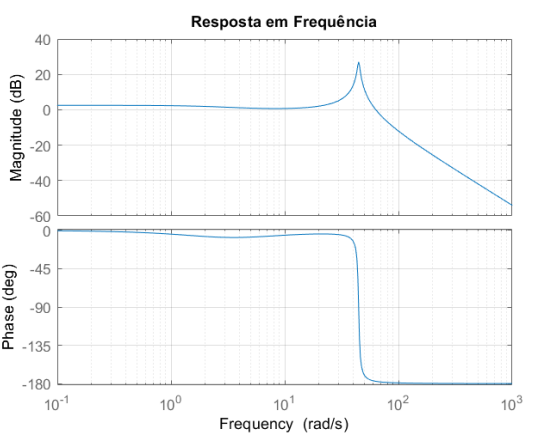 Resposta em Frequência
40
20
0
-20
-40
-60
Magnitude (dB)
0
-45
-90
-135
-180
Phase (deg)
10^-1 10^0 10^1 10^2 10^3
Frequency (rad/s)